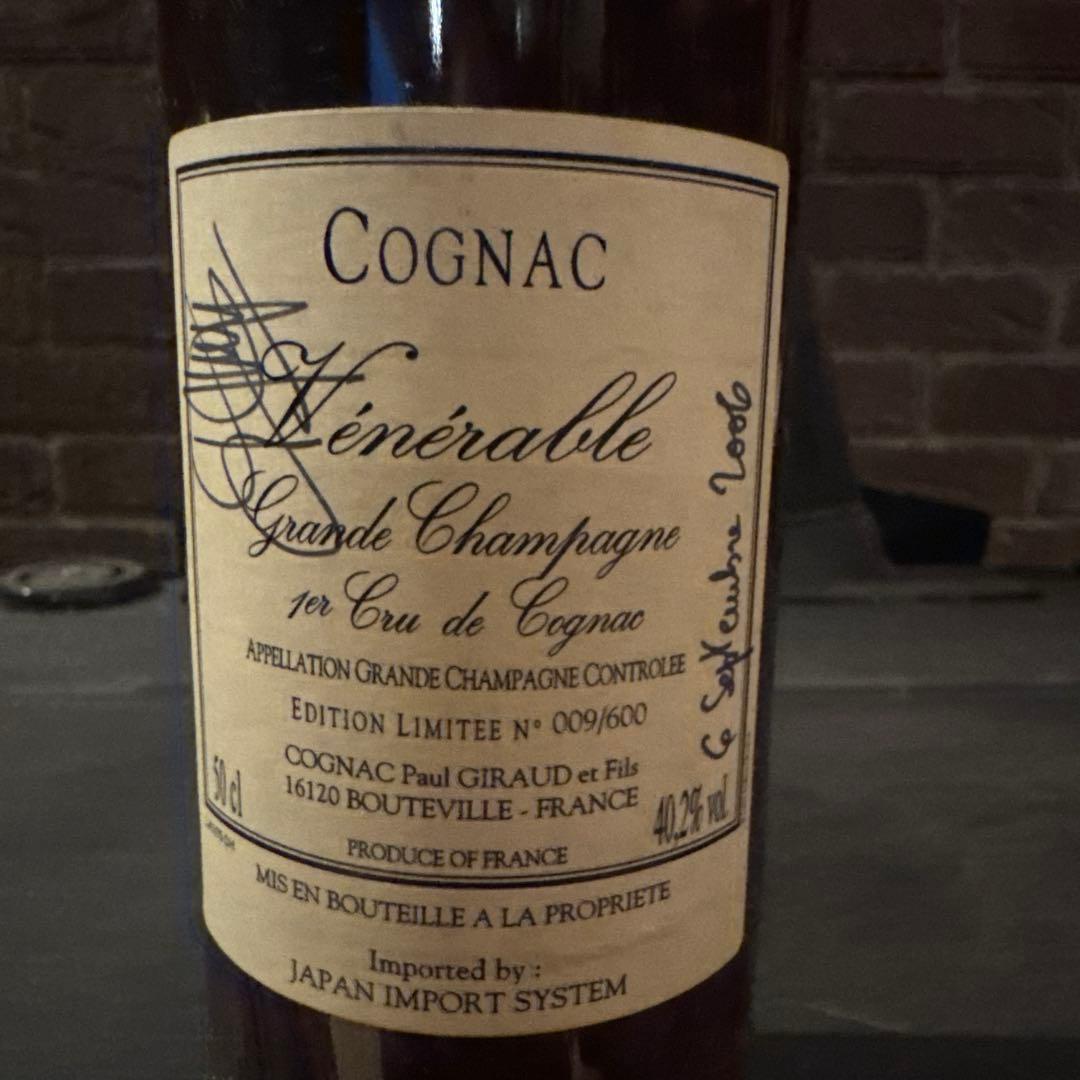 COGNAC
Vénérable
Grande Champagne
1er Cru de Cognac
APPELLATION GRANDE CHAMPAGNE CONTROLEE
EDITION LIMITEE N° 009/600
COGNAC Paul GIRAUD et Fils
16120 BOUTEVILLE - FRANCE
50 cl
40,2% vol
PRODUCE OF FRANCE
MIS EN BOUTEILLE A LA PROPRIETE
Imported by :
JAPAN IMPORT SYSTEM
septembre 2006